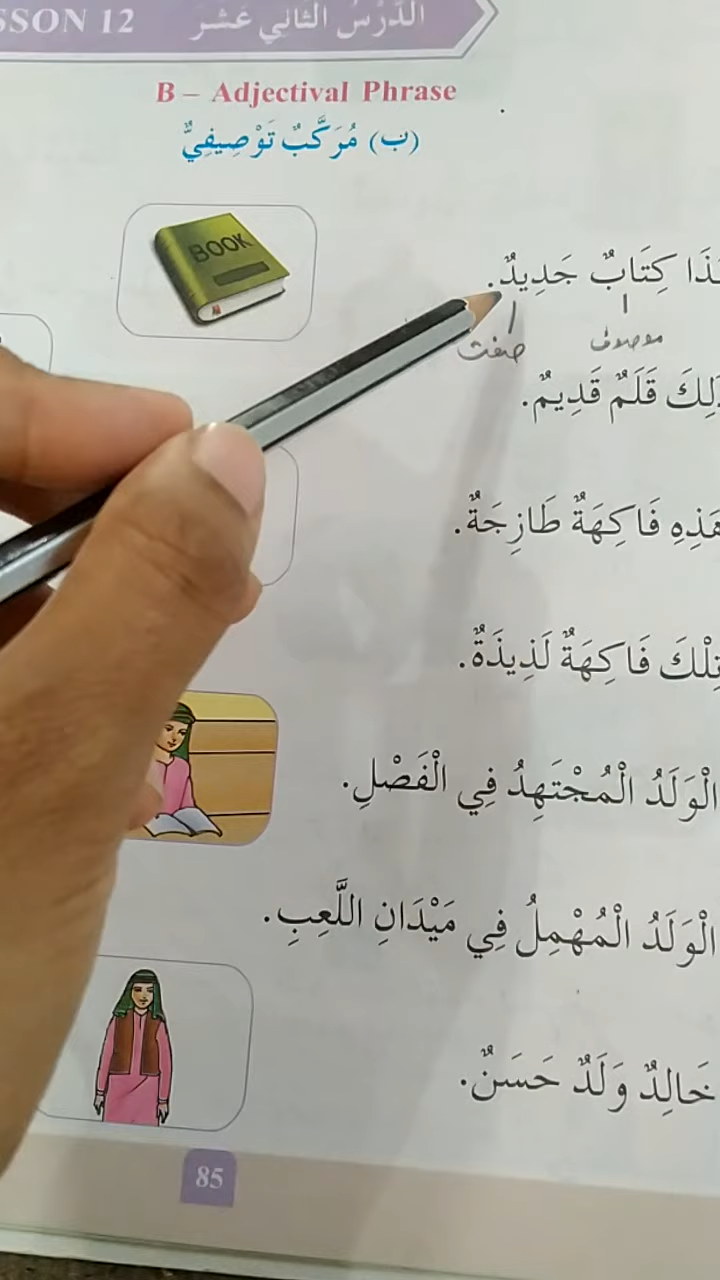 SSON 12 الدَّرْسُ الثَّانِي عَشَر
B – Adjectival Phrase
(ب) مُرَكَّبٌ تَوْصِيفِيٌّ
BOOK
ذَا كِتَابٌ جَدِيدٌ.
موصوف صفت
لِكَ قَلَمٌ قَدِيمٌ.
هَذِهِ فَاكِهَةٌ طَازِجَةٌ.
تِلْكَ فَاكِهَةٌ لَذِيذَةٌ.
الْوَلَدُ الْمُجْتَهِدُ فِي الْفَصْلِ.
الْوَلَدُ الْمُهْمِلُ فِي مَيْدَانِ اللَّعِبِ.
خَالِدٌ وَلَدٌ حَسَنٌ.
85